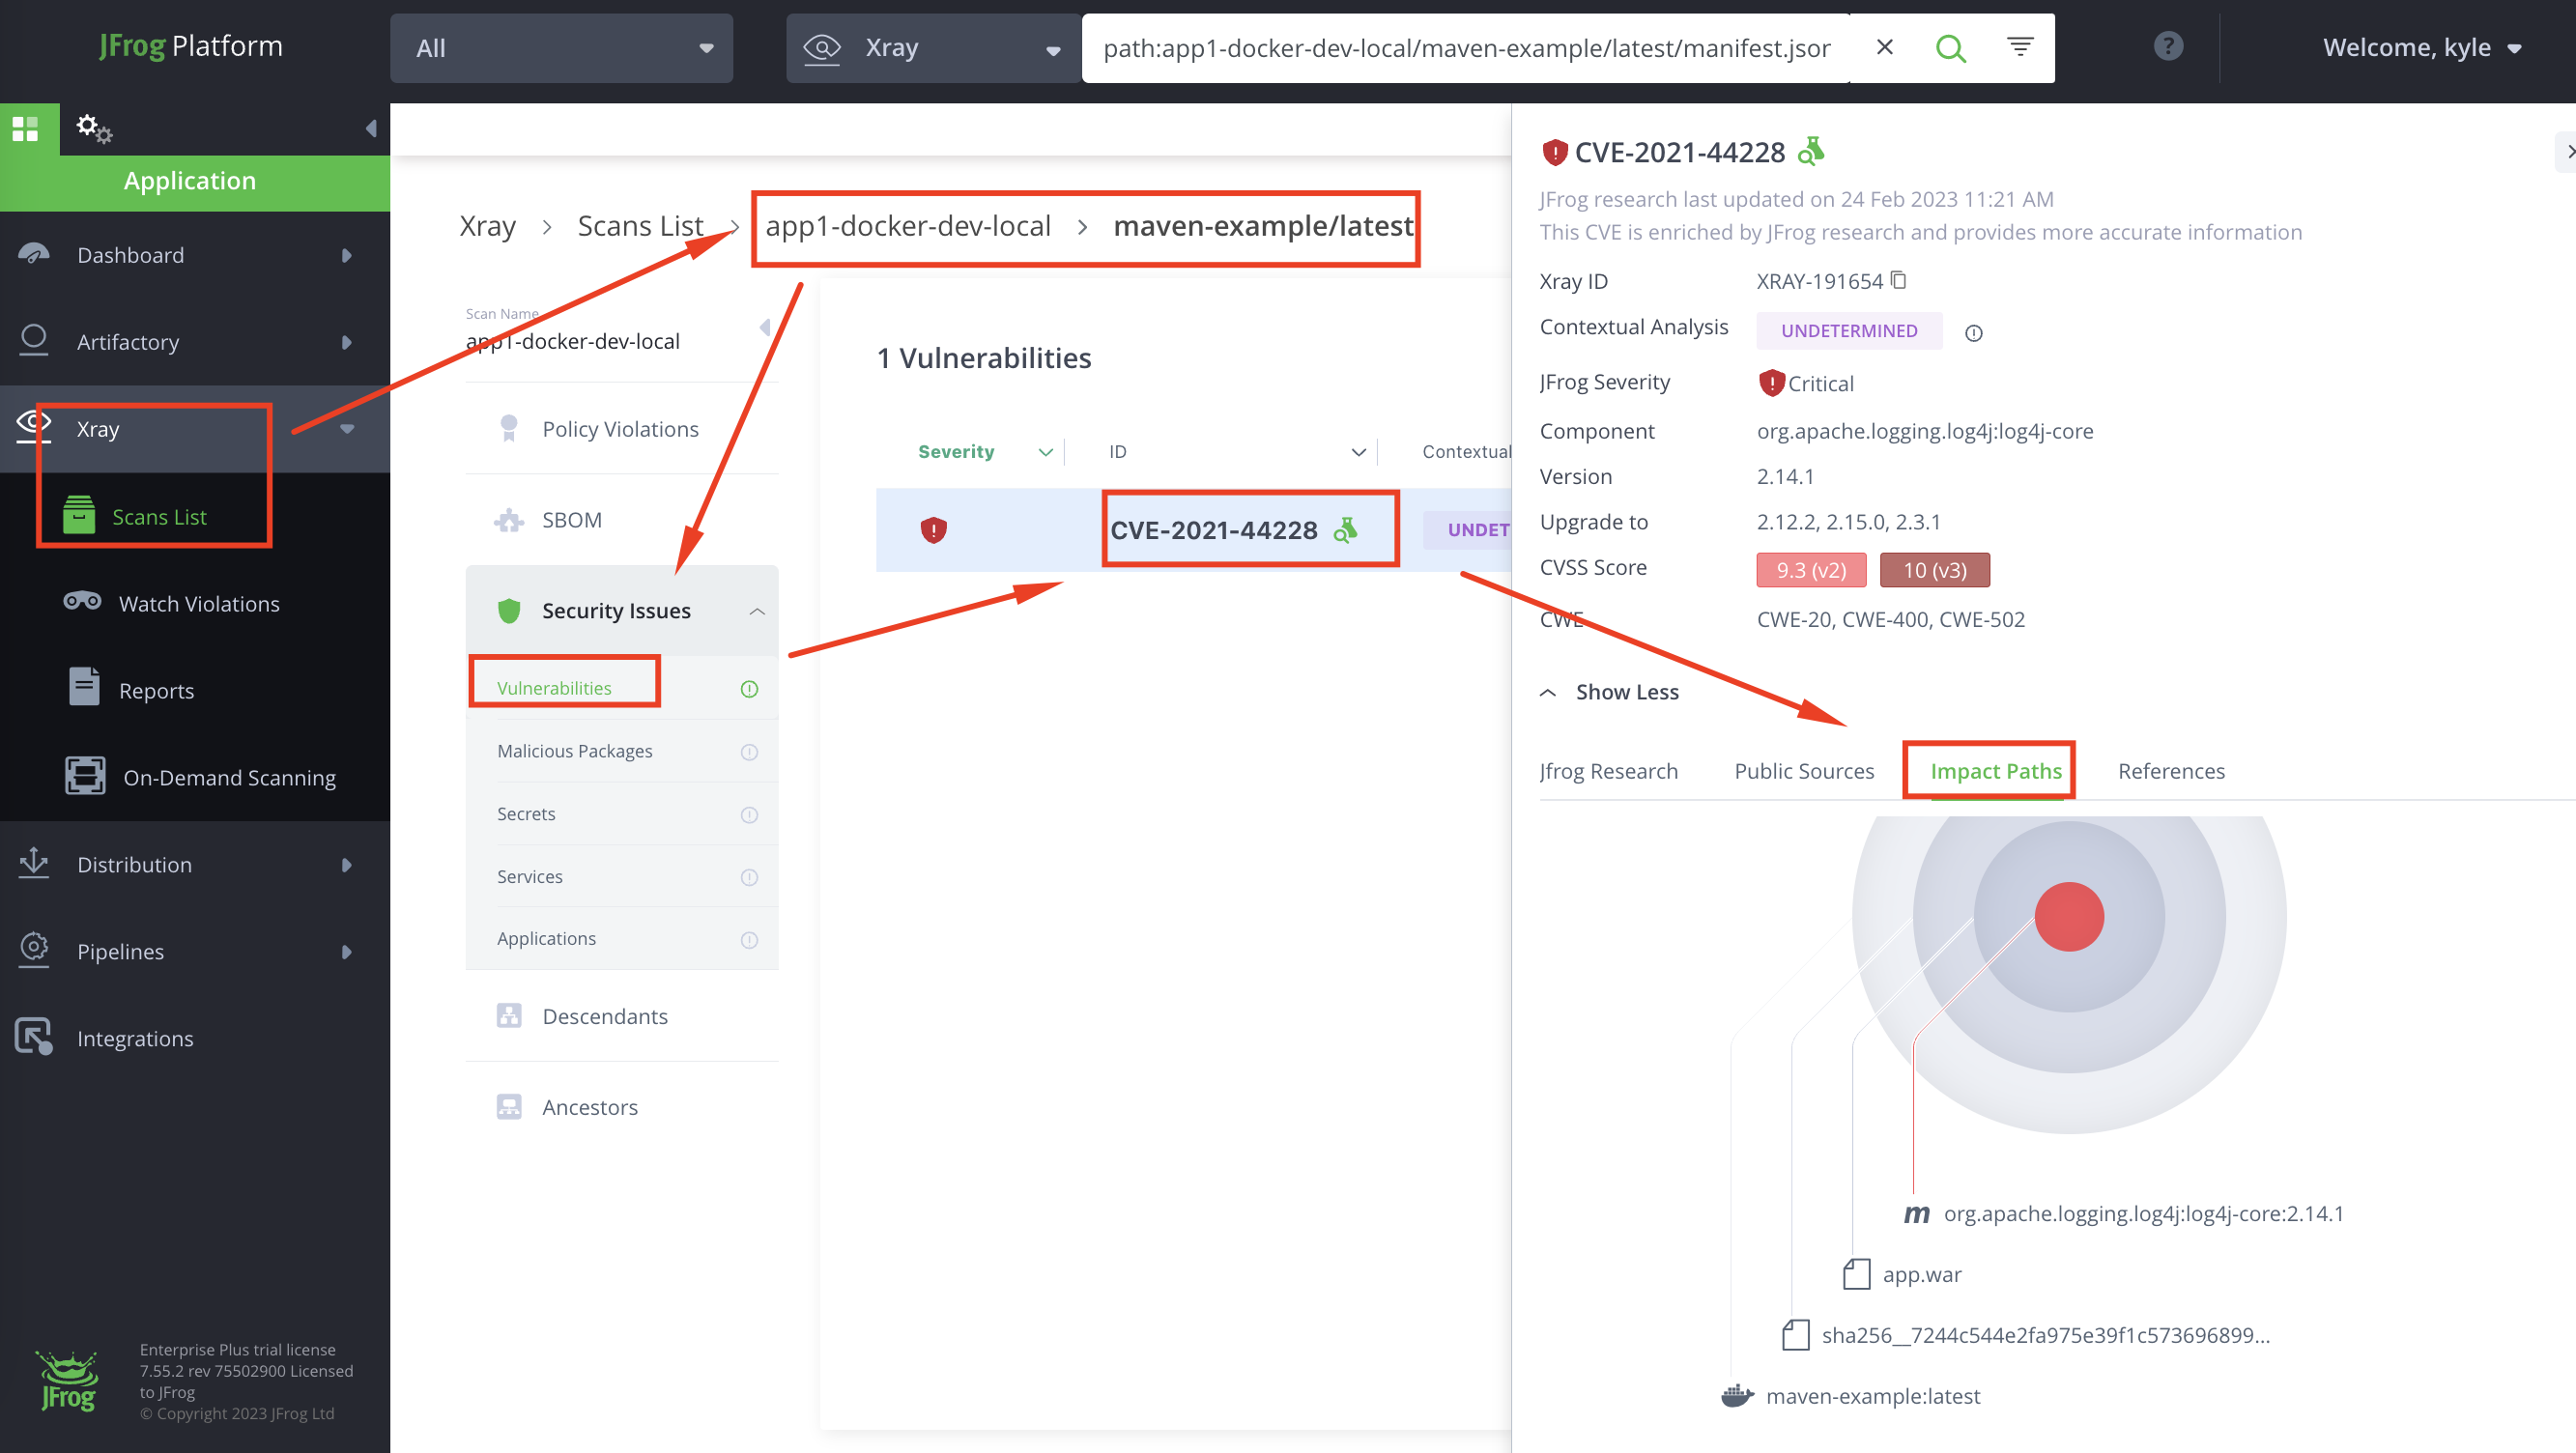 JFrog Platform
All
Xray
path:app1-docker-dev-local/maven-example/latest/manifest.jsor
?
Welcome, kyle
Application
Dashboard
Artifactory
Xray
Scans List
Watch Violations
Reports
On-Demand Scanning
Distribution
Pipelines
Integrations
JFrog
Enterprise Plus trial license
7.55.2 rev 75502900 Licensed
to JFrog
© Copyright 2023 JFrog Ltd
Xray > Scans List > app1-docker-dev-local > maven-example/latest
Scan Name
app1-docker-dev-local
Policy Violations
SBOM
Security Issues
Vulnerabilities
Malicious Packages
Secrets
Services
Applications
Descendants
Ancestors
1 Vulnerabilities
Severity ID Contextual
CVE-2021-44228 UNDET
CVE-2021-44228
JFrog research last updated on 24 Feb 2023 11:21 AM
This CVE is enriched by JFrog research and provides more accurate information
Xray ID XRAY-191654
Contextual Analysis UNDETERMINED
JFrog Severity Critical
Component org.apache.logging.log4j:log4j-core
Version 2.14.1
Upgrade to 2.12.2, 2.15.0, 2.3.1
CVSS Score 9.3 (v2) 10 (v3)
CWE CWE-20, CWE-400, CWE-502
Show Less
Jfrog Research Public Sources Impact Paths References
m org.apache.logging.log4j:log4j-core:2.14.1
app.war
sha256__7244c544e2fa975e39f1c573696899...
maven-example:latest